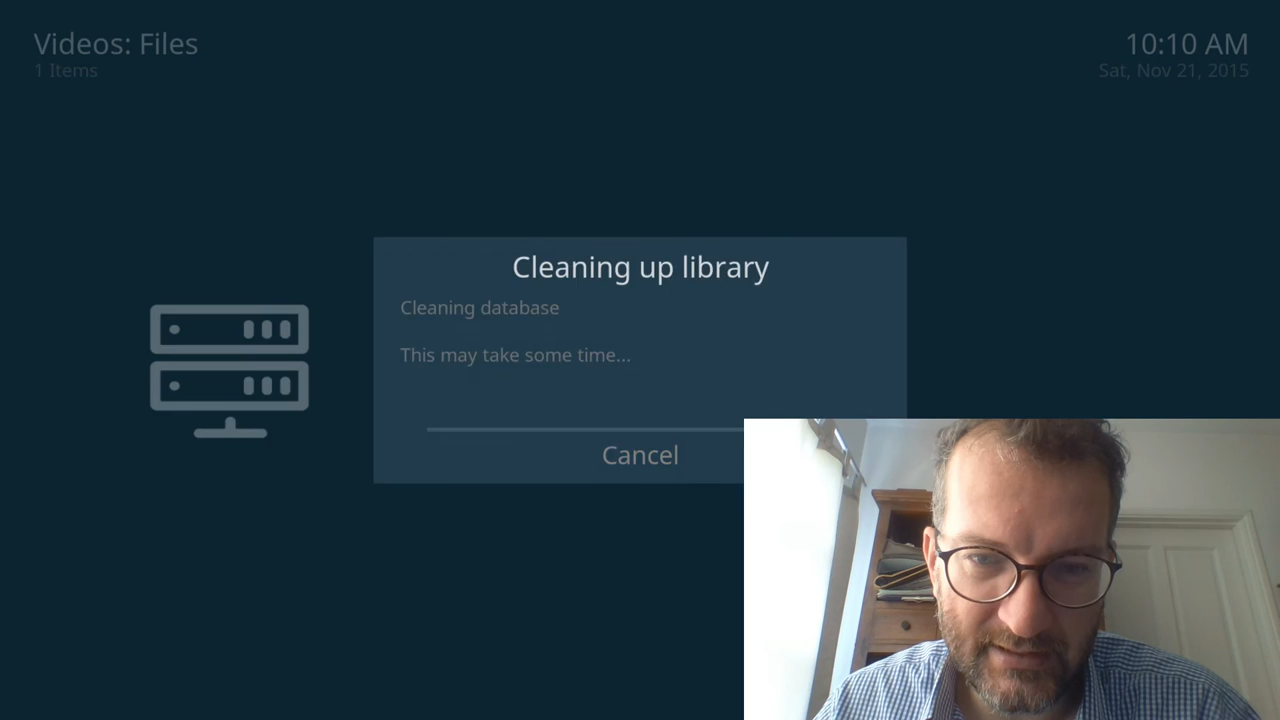 Videos: Files
1 Items
10:10 AM
Sat, Nov 21, 2015
Cleaning up library
Cleaning database
This may take some time...
Cancel